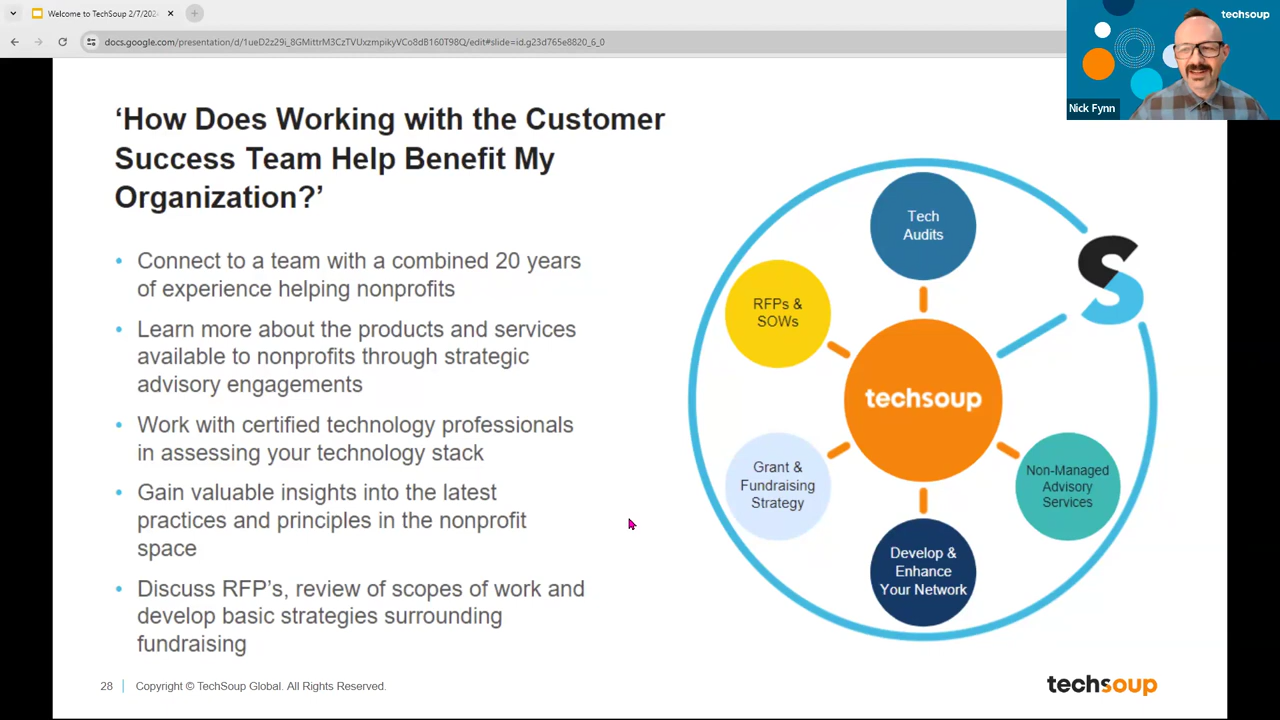 Welcome to TechSoup 2/7/202
docs.google.com/presentation/d/1ueD2z29i_8GMittrM3CzTVUxzmpikyVCo8dB160T98Q/edit#slide=id.g23d765e8820_6_0
techsoup
Nick Fynn
‘How Does Working with the Customer
Success Team Help Benefit My
Organization?’
• Connect to a team with a combined 20 years
of experience helping nonprofits
• Learn more about the products and services
available to nonprofits through strategic
advisory engagements
• Work with certified technology professionals
in assessing your technology stack
• Gain valuable insights into the latest
practices and principles in the nonprofit
space
• Discuss RFP’s, review of scopes of work and
develop basic strategies surrounding
fundraising
Tech
Audits
S
RFPs &
SOWs
techsoup
Grant &
Fundraising
Strategy
Non-Managed
Advisory
Services
Develop &
Enhance
Your Network
28
Copyright © TechSoup Global. All Rights Reserved.
techsoup